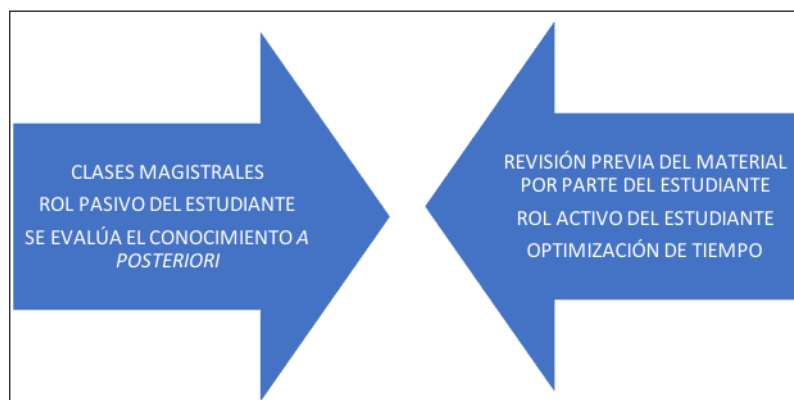 CLASES MAGISTRALES
ROL PASIVO DEL ESTUDIANTE
SE EVALÚA EL CONOCIMIENTO A
POSTERIORI
REVISIÓN PREVIA DEL MATERIAL
POR PARTE DEL ESTUDIANTE
ROL ACTIVO DEL ESTUDIANTE
OPTIMIZACIÓN DE TIEMPO